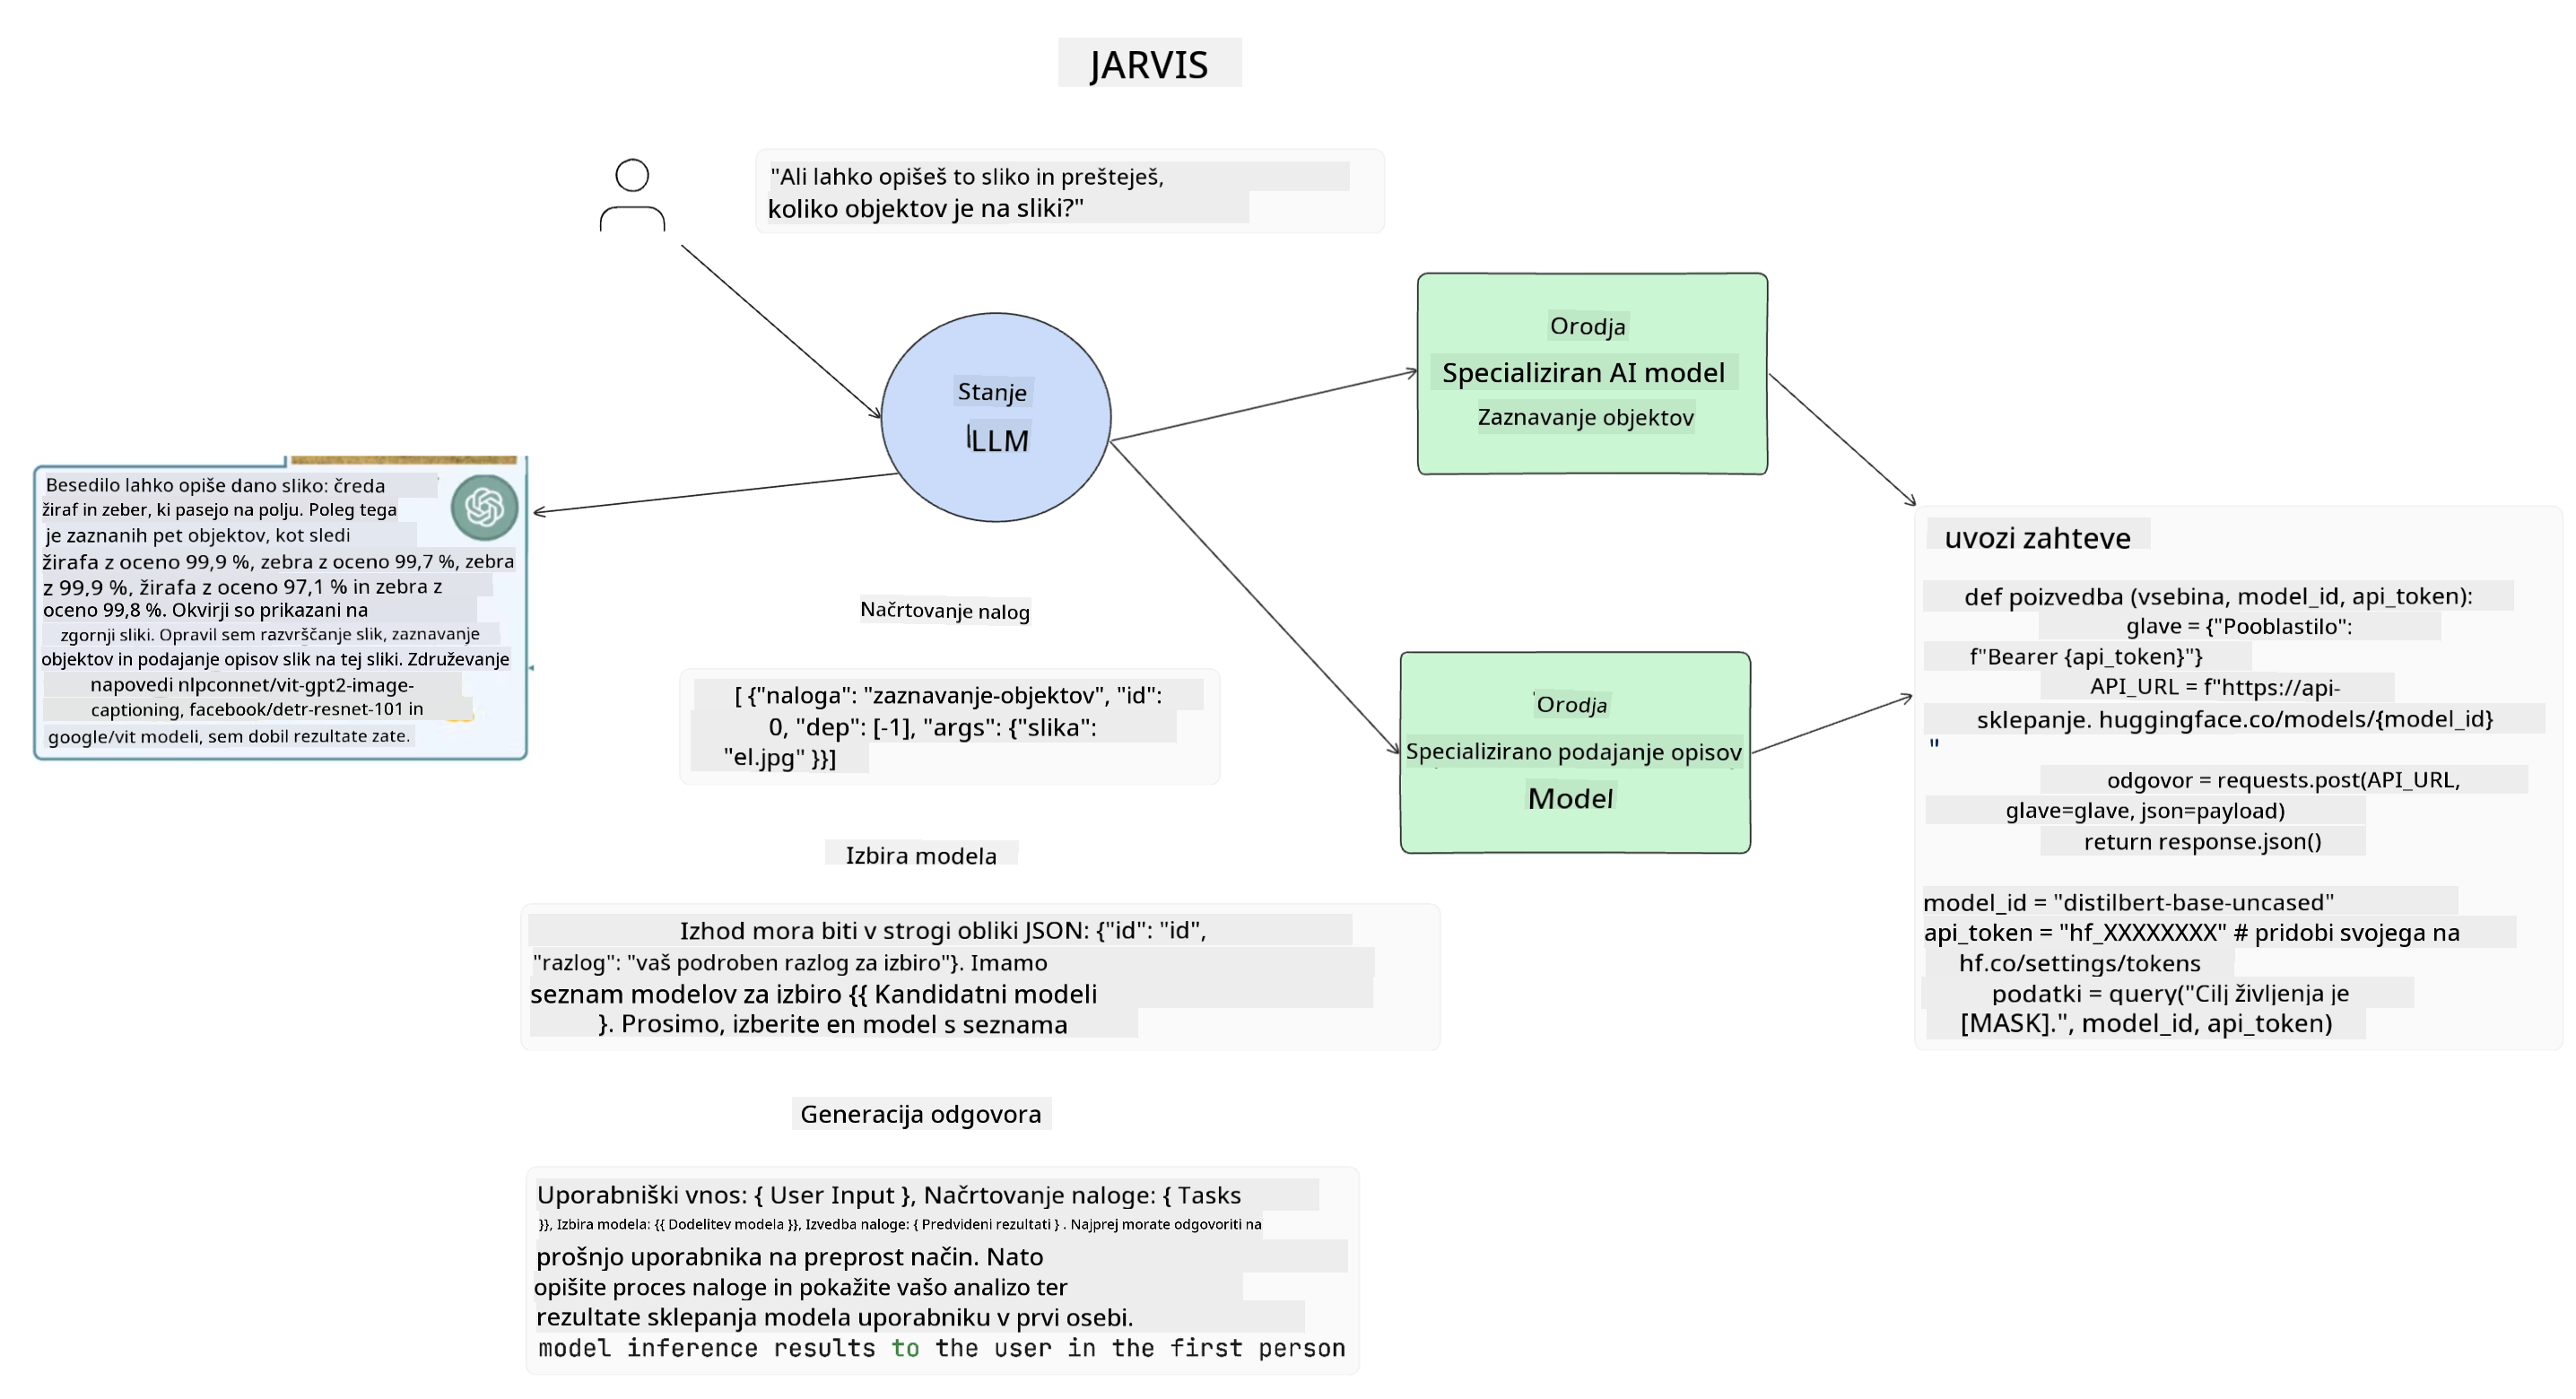 JARVIS
"Ali lahko opišeš to sliko in prešteješ,
koliko objektov je na sliki?"
Stanje
LLM
Orodja
Specializiran AI model
Zaznavanje objektov
Besedilo lahko opiše dano sliko: čreda
žiraf in zeber, ki pasejo na polju. Poleg tega
je zaznanih pet objektov, kot sledi
žirafa z oceno 99,9 %, zebra z oceno 99,7 %, zebra
z 99,9 %, žirafa z oceno 97,1 % in zebra z
oceno 99,8 %. Okvirji so prikazani na
zgornji sliki. Opravil sem razvrščanje slik, zaznavanje
objektov in podajanje opisov slik na tej sliki. Združevanje
napovedi nlpconnet/vit-gpt2-image-
captioning, facebook/detr-resnet-101 in
google/vit modeli, sem dobil rezultate zate.
Načrtovanje nalog
[ {"naloga": "zaznavanje-objektov", "id":
0, "dep": [-1], "args": {"slika":
"el.jpg" }}]
Orodja
Specializirano podajanje opisov
Model
uvozi zahteve
def poizvedba (vsebina, model_id, api_token):
glave = {"Pooblastilo":
f"Bearer {api_token}"}
API_URL = f"https://api-
sklepanje. huggingface.co/models/{model_id}
"
odgovor = requests.post(API_URL,
glave=glave, json=payload)
return response.json()
model_id = "distilbert-base-uncased"
api_token = "hf_XXXXXXXX" # pridobi svojega na
hf.co/settings/tokens
podatki = query("Cilj življenja je
[MASK].", model_id, api_token)
Izbira modela
Izhod mora biti v strogi obliki JSON: {"id": "id",
"razlog": "vaš podroben razlog za izbiro"}. Imamo
seznam modelov za izbiro {{ Kandidatni modeli
}. Prosimo, izberite en model s seznama
Generacija odgovora
Uporabniški vnos: { User Input }, Načrtovanje naloge: { Tasks
}}, Izbira modela: {{ Dodelitev modela }}, Izvedba naloge: { Predvideni rezultati } . Najprej morate odgovoriti na
prošnjo uporabnika na preprost način. Nato
opišite proces naloge in pokažite vašo analizo ter
rezultate sklepanja modela uporabniku v prvi osebi.
model inference results to the user in the first person